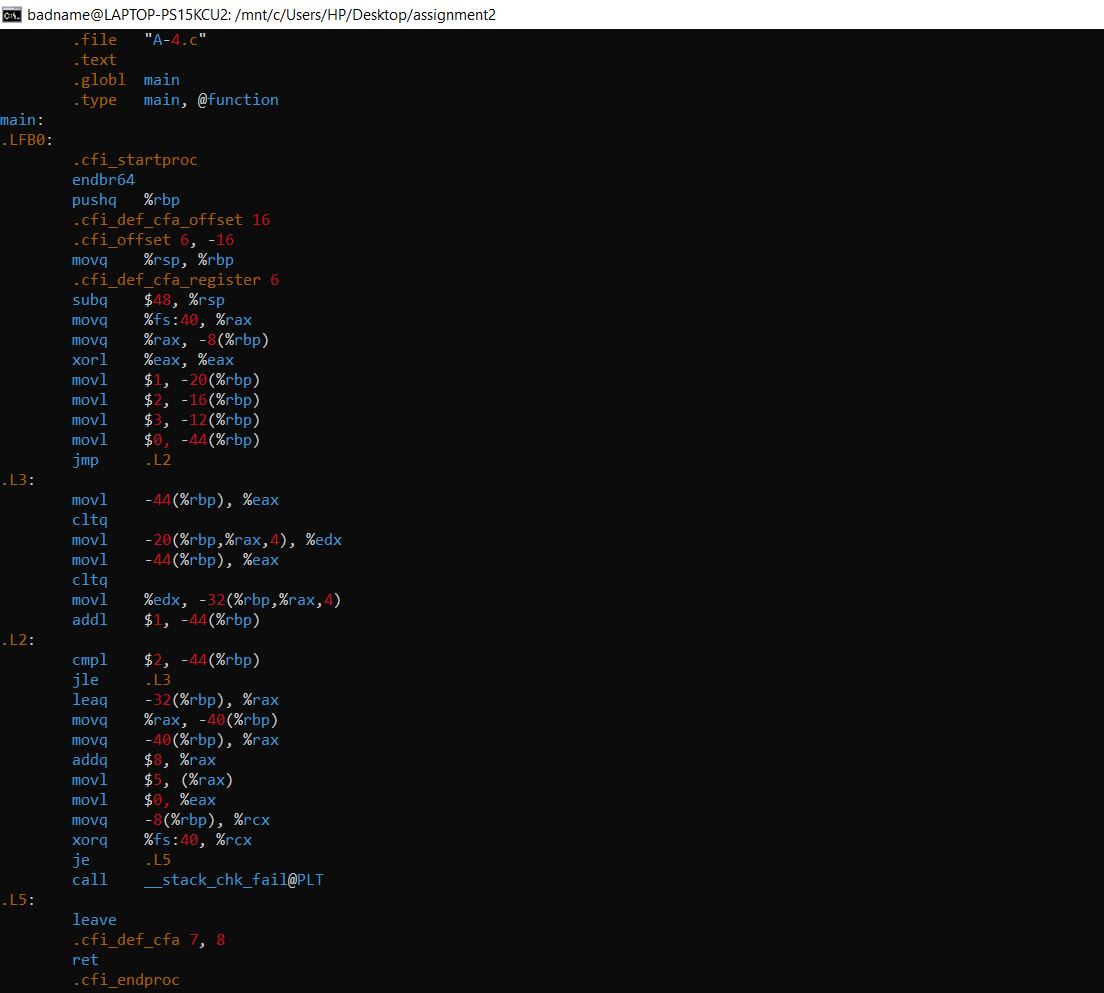 badname@LAPTOP-PS15KCU2: /mnt/c/Users/HP/Desktop/assignment2
.file "A-4.c"
.text
.globl main
.type main, @function
main:
.LFB0:
.cfi_startproc
endbr64
pushq %rbp
.cfi_def_cfa_offset 16
.cfi_offset 6, -16
movq %rsp, %rbp
.cfi_def_cfa_register 6
subq $48, %rsp
movq %fs:40, %rax
movq %rax, -8(%rbp)
xorl %eax, %eax
movl $1, -20(%rbp)
movl $2, -16(%rbp)
movl $3, -12(%rbp)
movl $0, -44(%rbp)
jmp .L2
.L3:
movl -44(%rbp), %eax
cltq
movl -20(%rbp,%rax,4), %edx
movl -44(%rbp), %eax
cltq
movl %edx, -32(%rbp,%rax,4)
addl $1, -44(%rbp)
.L2:
cmpl $2, -44(%rbp)
jle .L3
leaq -32(%rbp), %rax
movq %rax, -40(%rbp)
movq -40(%rbp), %rax
addq $8, %rax
movl $5, (%rax)
movl $0, %eax
movq -8(%rbp), %rcx
xorq %fs:40, %rcx
je .L5
call __stack_chk_fail@PLT
.L5:
leave
.cfi_def_cfa 7, 8
ret
.cfi_endproc